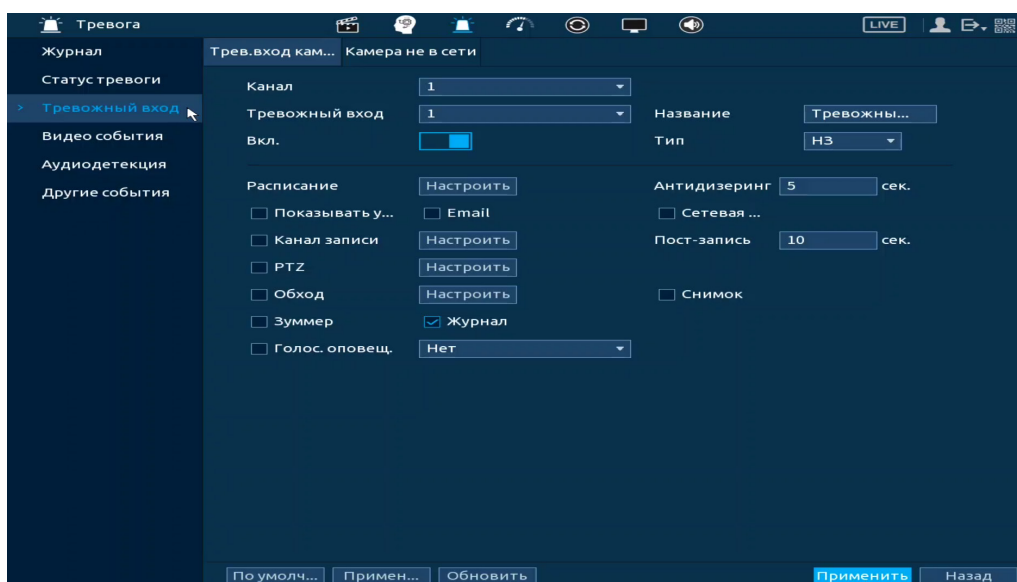 Тревога
LIVE
Журнал
Статус тревоги
> Тревожный вход
Видео события
Аудиодетекция
Другие события
Трев.вход кам... Камера не в сети
Канал 1
Тревожный вход 1 Название Тревожны...
Вкл. Тип НЗ
Расписание Настроить Антидизеринг 5 сек.
Показывать у... Email Сетевая ...
Канал записи Настроить Пост-запись 10 сек.
PTZ Настроить
Обход Настроить Снимок
Зуммер Журнал
Голос. оповещ. Нет
По умолч... Примен... Обновить Применить Назад